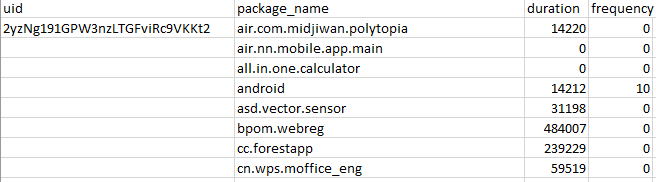 uid package_name duration frequency
2yzNg191GPW3nzLTGFviRc9VKKt2 air.com.midjiwan.polytopia 14220 0
air.nn.mobile.app.main 0 0
all.in.one.calculator 0 0
android 14212 10
asd.vector.sensor 31198 0
bpom.webreg 484007 0
cc.forestapp 239229 0
cn.wps.moffice_eng 59519 0